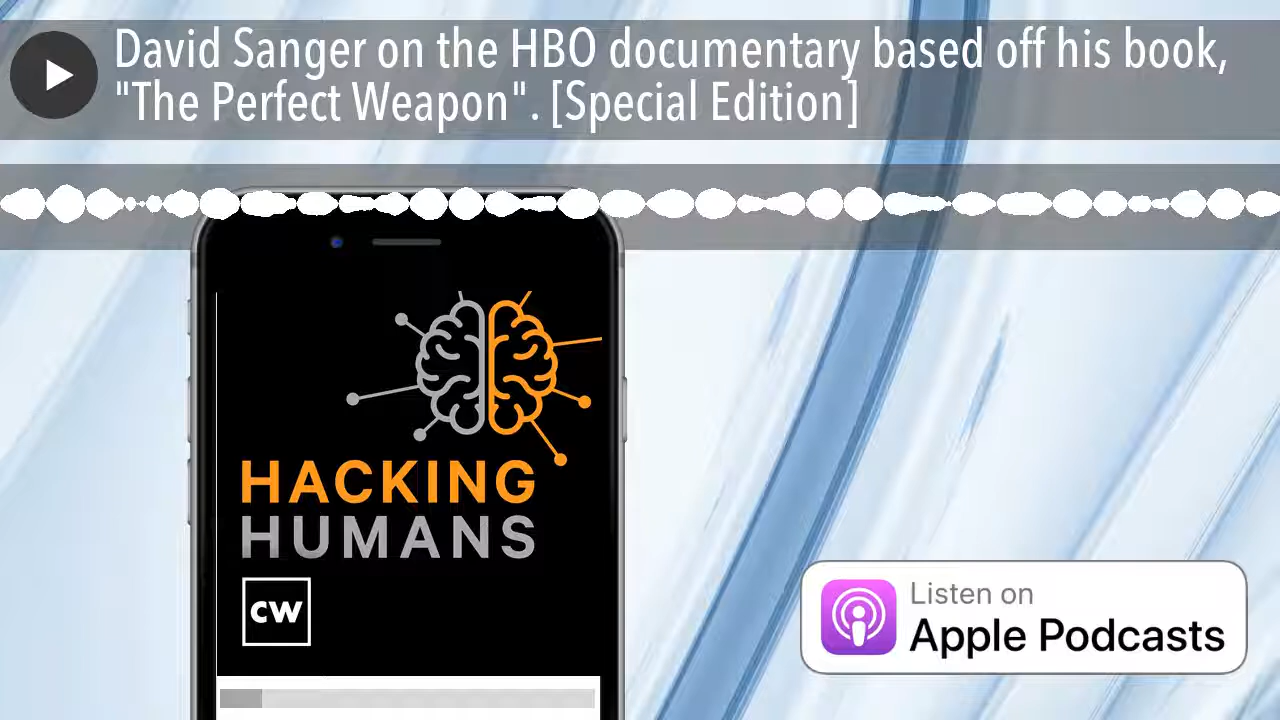 David Sanger on the HBO documentary based off his book,
"The Perfect Weapon". [Special Edition]
HACKING
HUMANS
CW
Listen on
Apple Podcasts